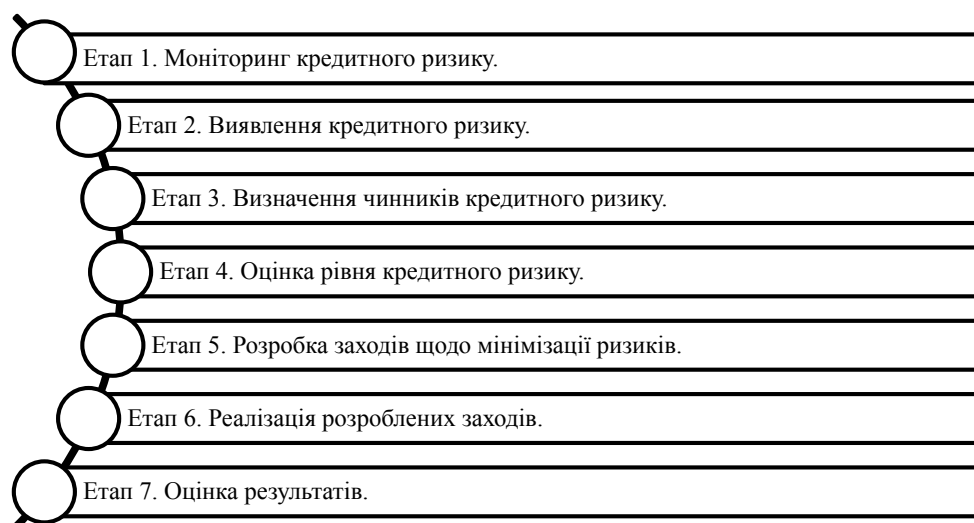 Етап 1. Моніторинг кредитного ризику.
Етап 2. Виявлення кредитного ризику.
Етап 3. Визначення чинників кредитного ризику.
Етап 4. Оцінка рівня кредитного ризику.
Етап 5. Розробка заходів щодо мінімізації ризиків.
Етап 6. Реалізація розроблених заходів.
Етап 7. Оцінка результатів.